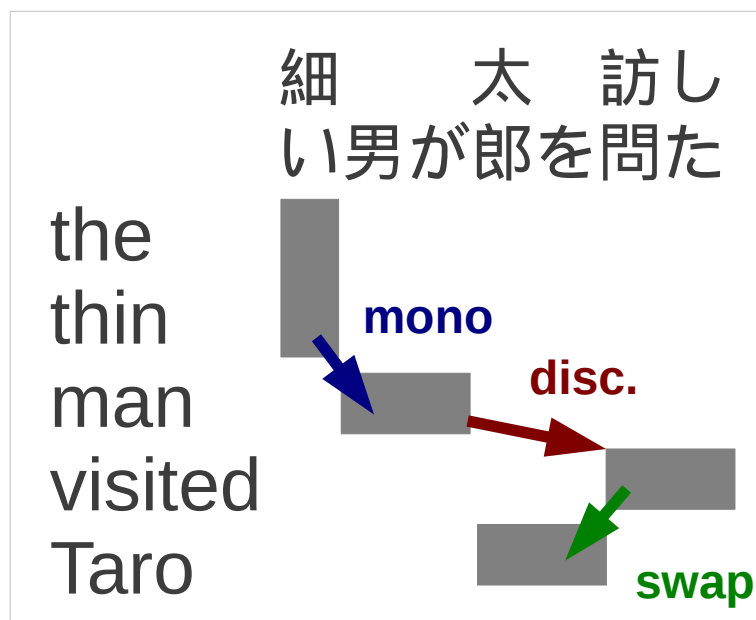 細 太 訪し
い男が郎を問た
the
thin
mono
disc.
man
visited
Taro
swap